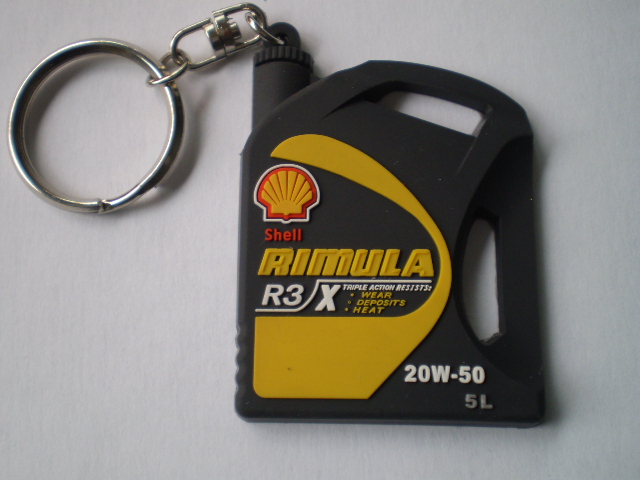 Shell
RIMULA
R3 X TRIPLE ACTION RESISTS:
• WEAR
• DEPOSITS
• HEAT
20W-50
5L